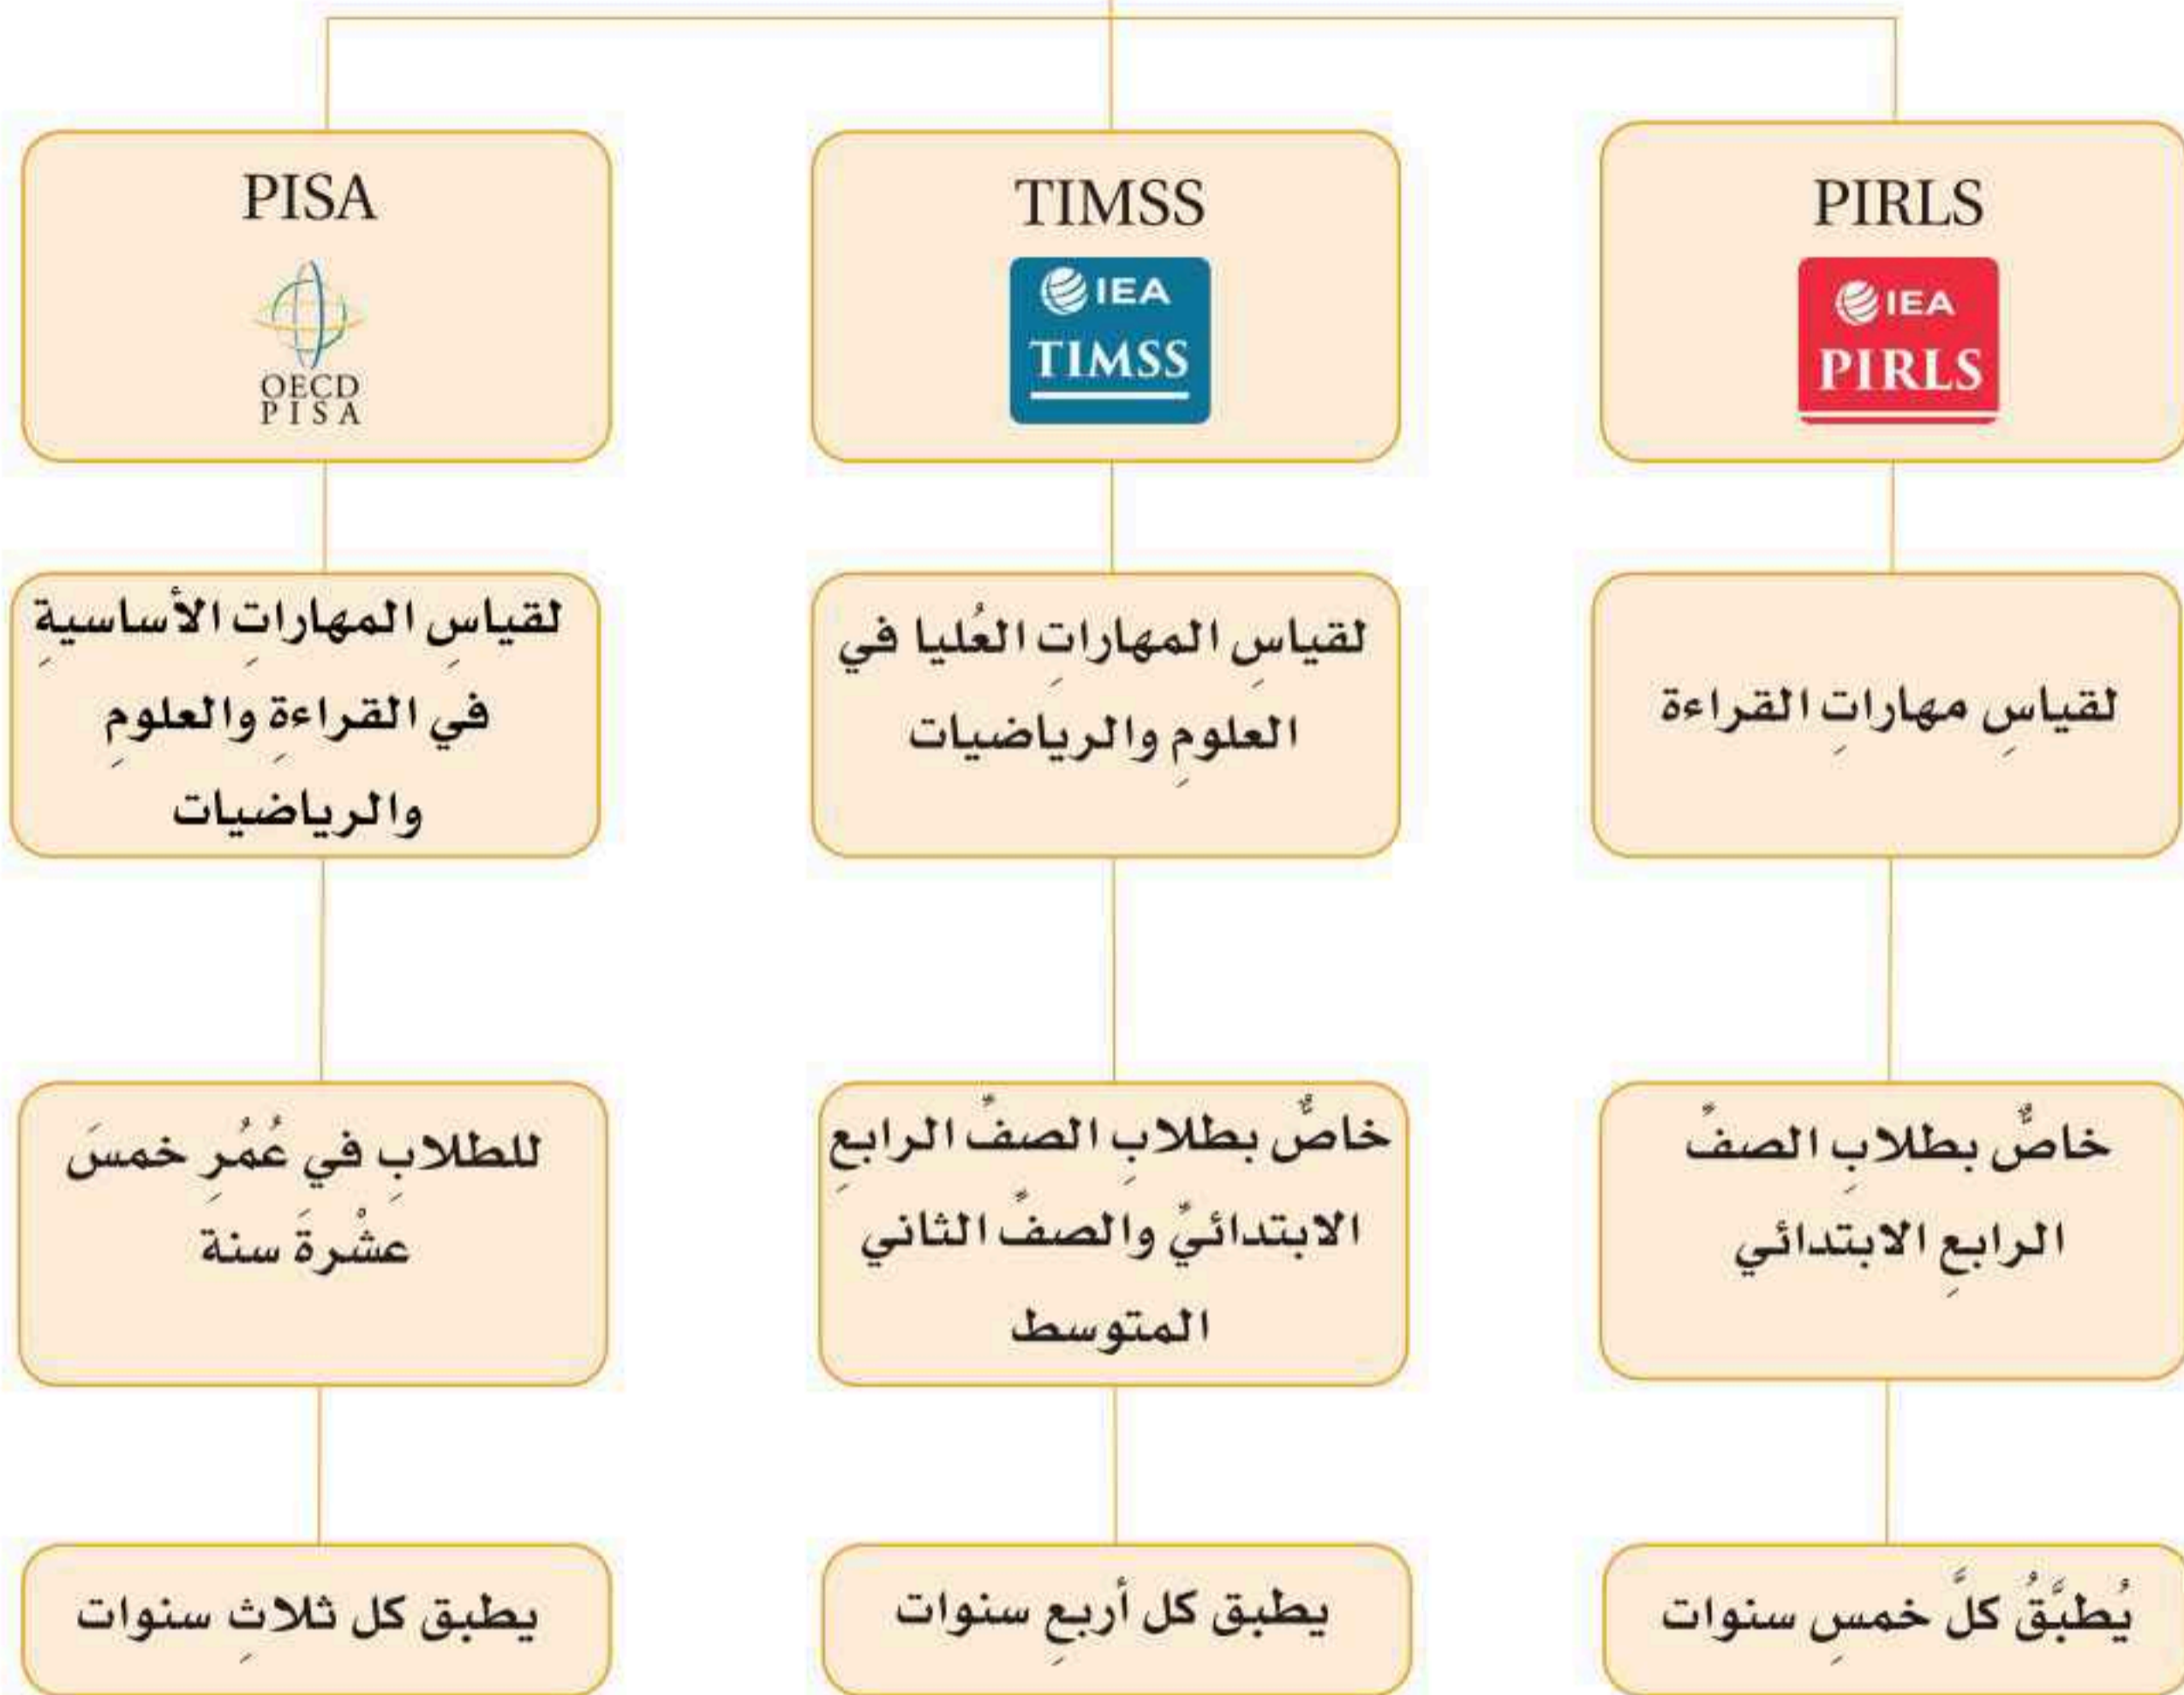 PIRLS
IEA
PIRLS
لقياسِ مهاراتِ القراءة
خاصٌّ بطلابِ الصفِّ
الرابعِ الابتدائي
يُطبَّقُ كلَّ خمسِ سنوات
TIMSS
IEA
TIMSS
لقياسِ المهاراتِ العُليا في
العلومِ والرياضيات
خاصٌّ بطلابِ الصفِّ الرابعِ
الابتدائيِّ والصفِّ الثاني
المتوسط
يطبق كل أربعِ سنوات
PISA
OECD
PISA
لقياسِ المهاراتِ الأساسيةِ
في القراءةِ والعلومِ
والرياضيات
للطلابِ في عُمُرِ خمسَ
عشْرةَ سنة
يطبق كل ثلاثِ سنوات